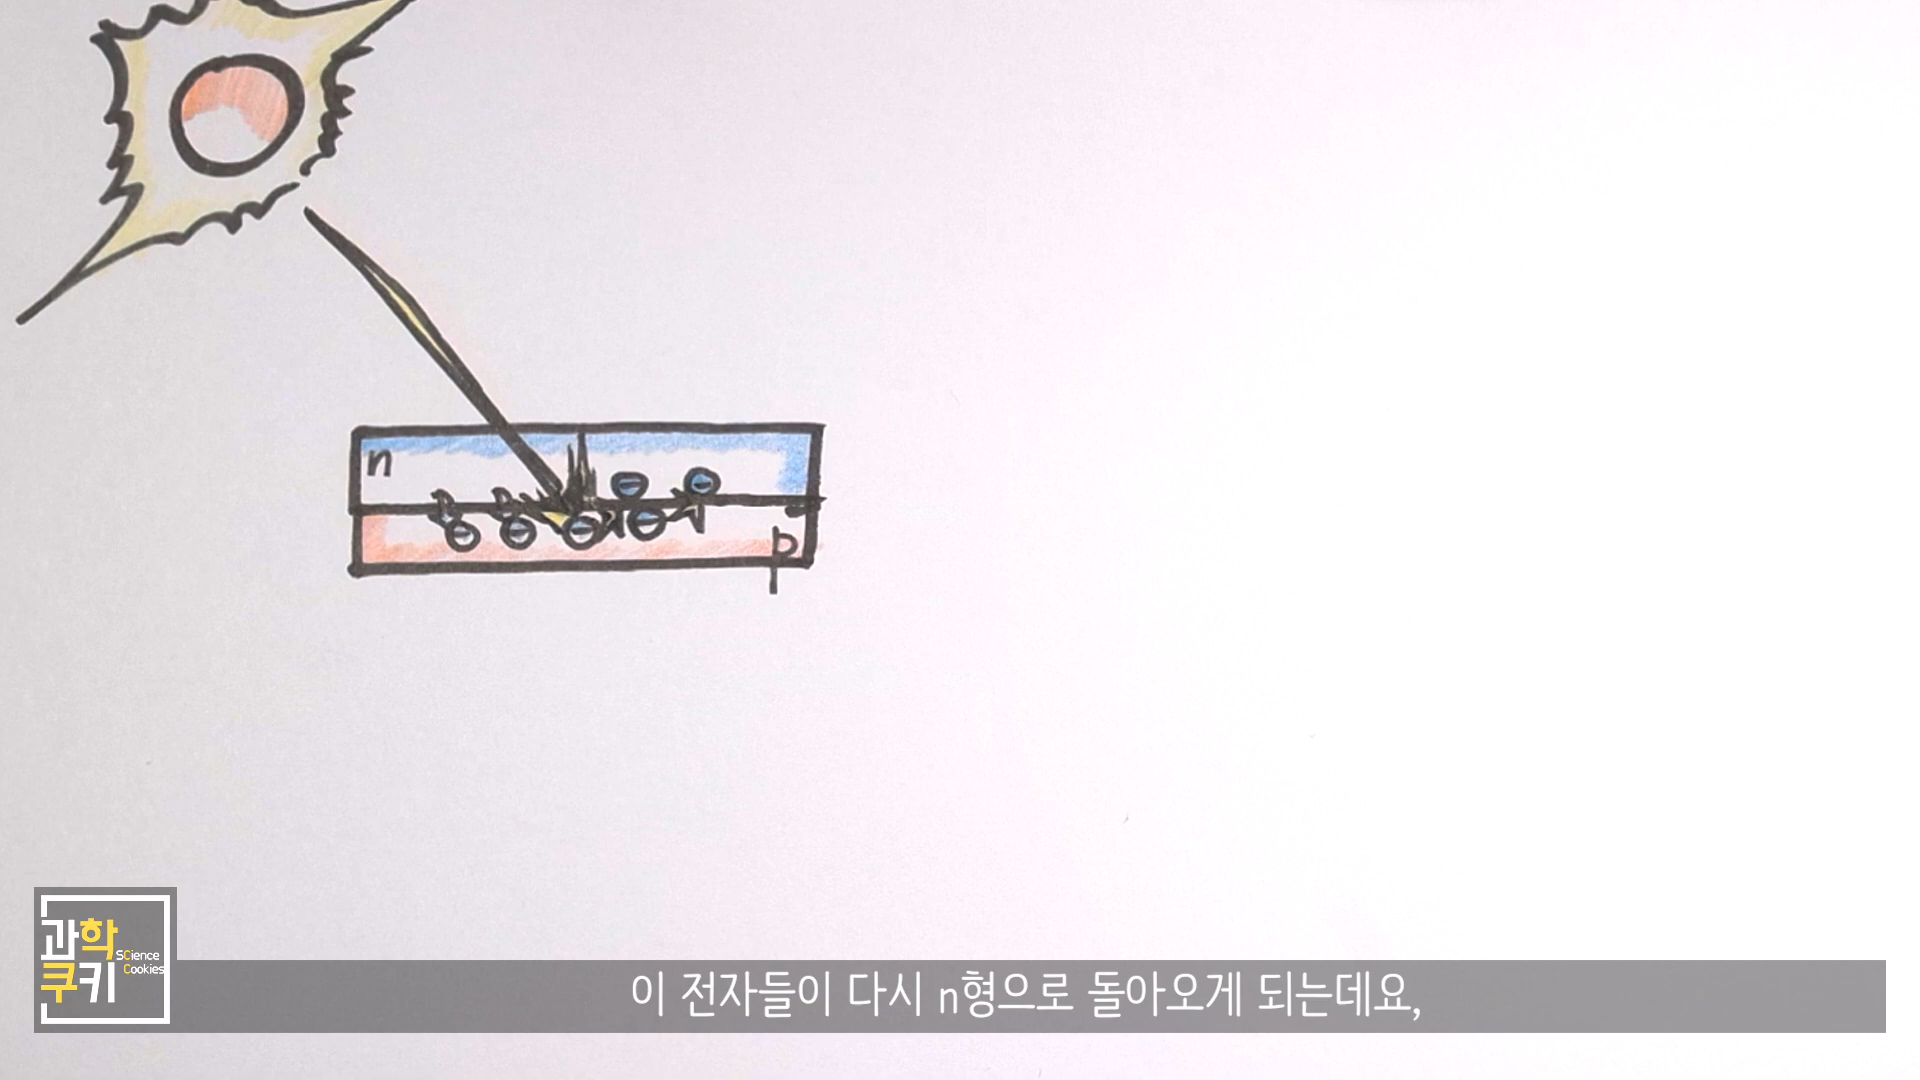 n
p
과학
쿠키
SCience
Cookies
이 전자들이 다시 n형으로 돌아오게 되는데요,